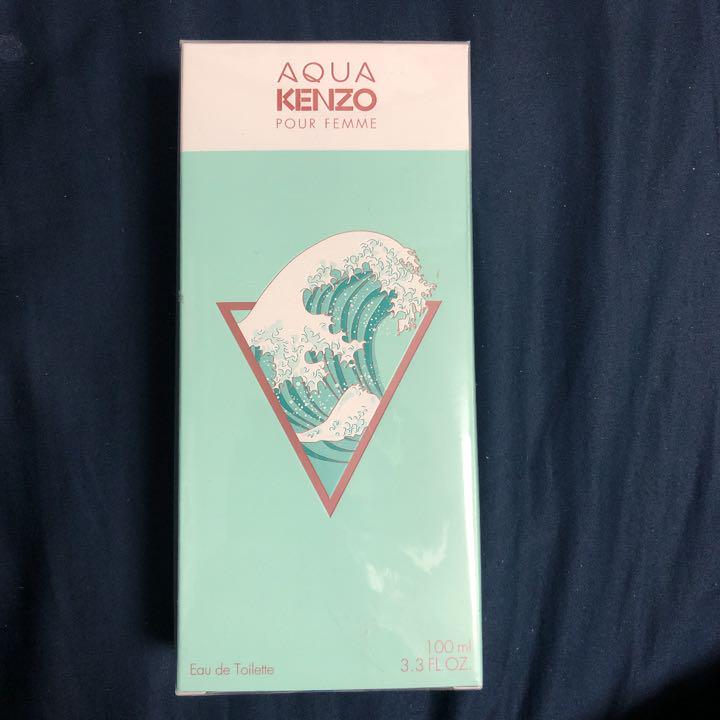 AQUA
KENZO
POUR FEMME
Eau de Toilette
100 ml
3.3 FL.OZ.